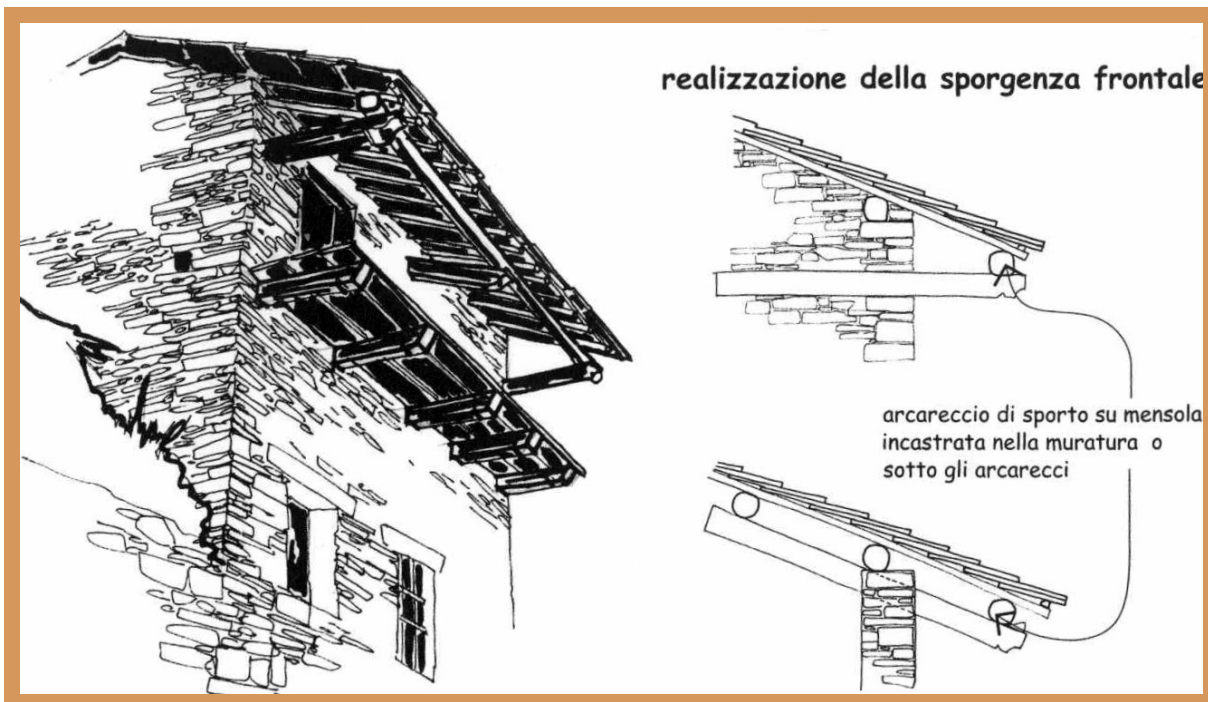 realizzazione della sporgenza frontale
arcareccio di sporto su mensola
incastrata nella muratura o
sotto gli arcarecci